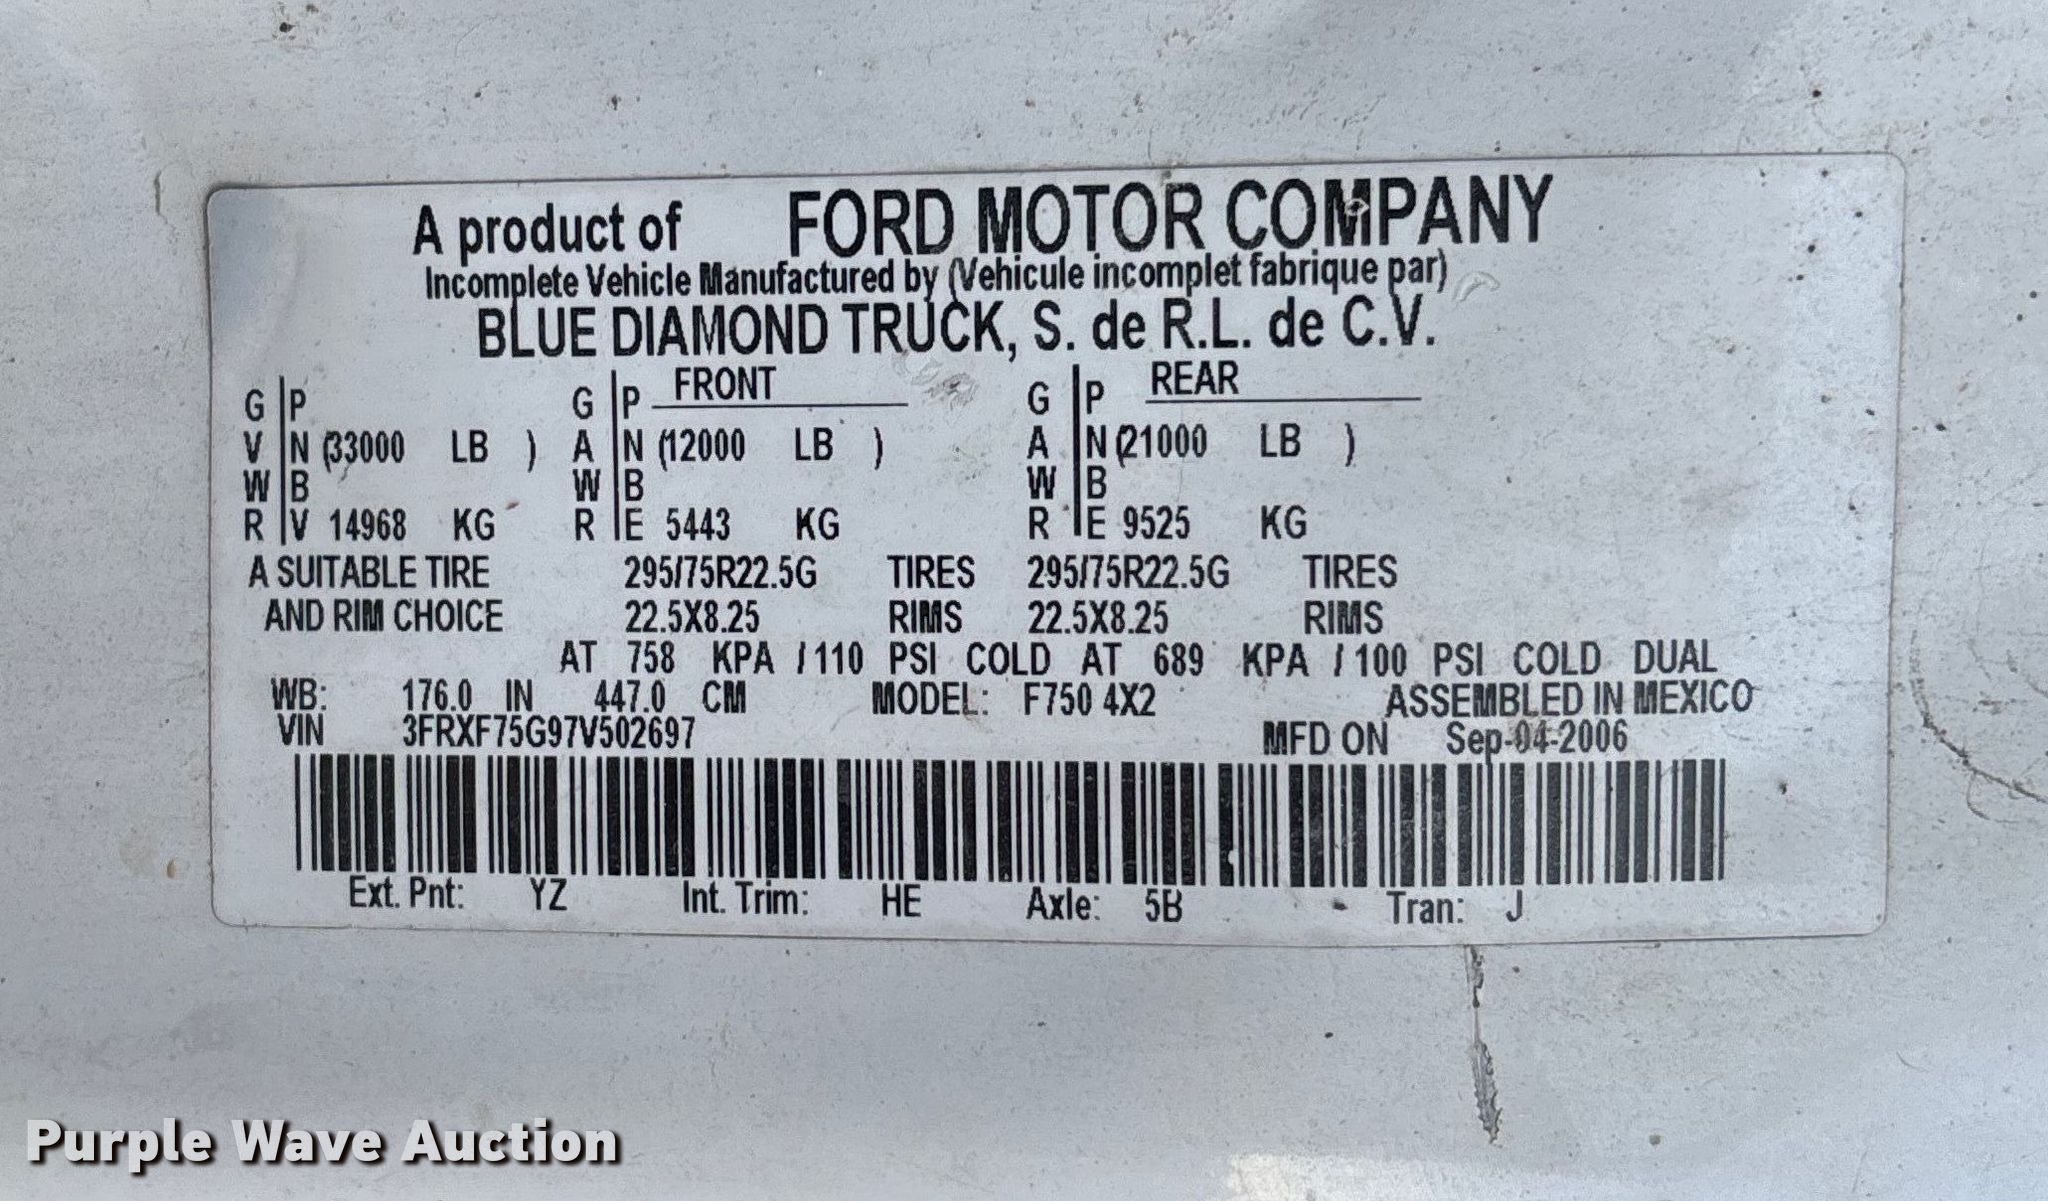 A product of FORD MOTOR COMPANY
Incomplete Vehicle Manufactured by (Vehicule incomplet fabrique par)
BLUE DIAMOND TRUCK, S. de R.L. de C.V.
G P G P FRONT G P REAR
V N (33000 LB ) A N (12000 LB ) A N (21000 LB )
W B W B W B
R V 14968 KG R E 5443 KG R E 9525 KG
A SUITABLE TIRE 295/75R22.5G TIRES 295/75R22.5G TIRES
AND RIM CHOICE 22.5X8.25 RIMS 22.5X8.25 RIMS
AT 758 KPA / 110 PSI COLD AT 689 KPA / 100 PSI COLD DUAL
WB: 176.0 IN 447.0 CM MODEL: F750 4X2 ASSEMBLED IN MEXICO
VIN 3FRXF75G97V502697 MFD ON Sep-04-2006
Ext. Pnt: YZ Int. Trim: HE Axle: 5B Tran: J
Purple Wave Auction